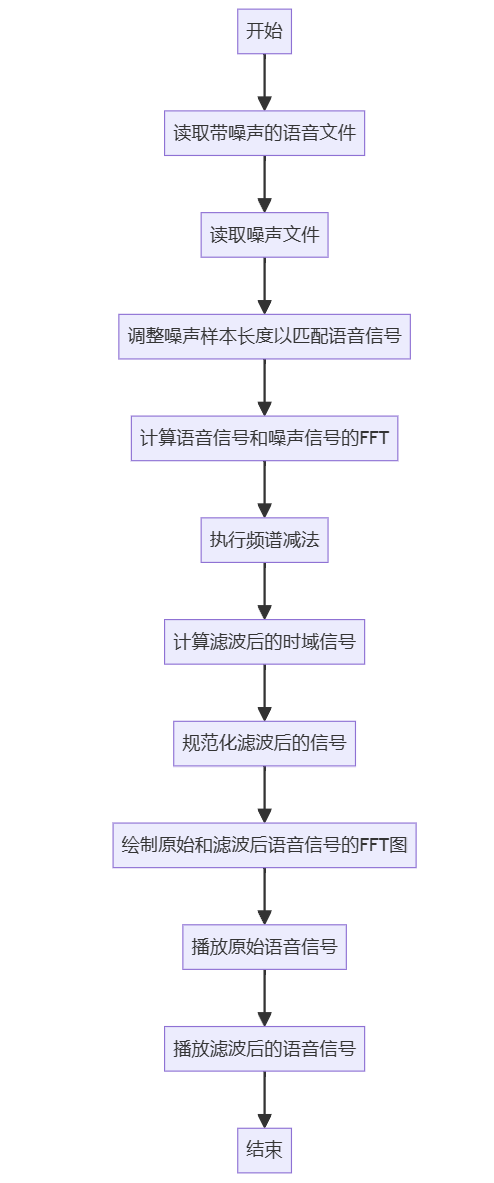 开始
读取带噪声的语音文件
读取噪声文件
调整噪声样本长度以匹配语音信号
计算语音信号和噪声信号的FFT
执行频谱减法
计算滤波后的时域信号
规范化滤波后的信号
绘制原始和滤波后语音信号的FFT图
播放原始语音信号
播放滤波后的语音信号
结束